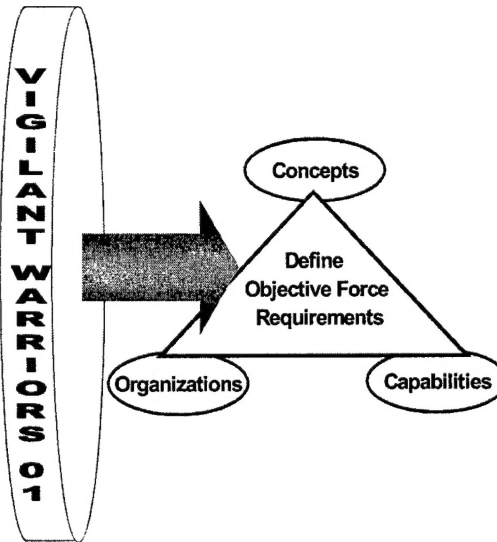 VIGILANT WARRIORS 01
Concepts
Define
Objective Force
Requirements
Organizations
Capabilities